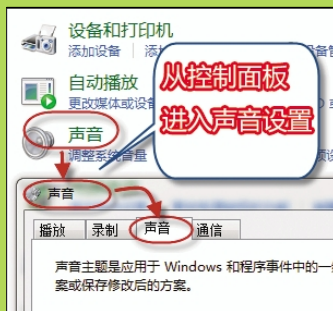 设备和打印机
添加设备
自动播放
更改媒体或设备
从控制面板
进入声音设置
声音
调整系统音量
声音
播放 录制 声音 通信
声音主题是应用于 Windows 和程序事件中的一
案或保存修改后的方案。